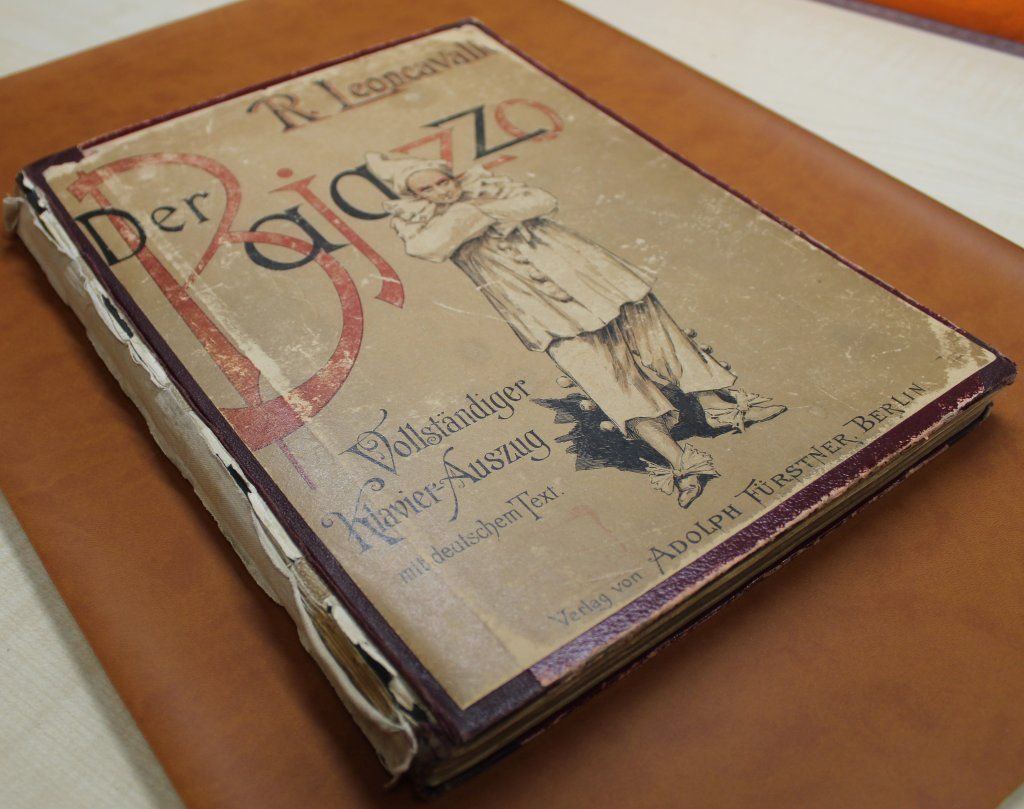 R. Leoncavallo
Der Bajazzo
Vollständiger
Klavier-Auszug
mit deutschem Text.
Verlag von ADOLPH FÜRSTNER, BERLIN